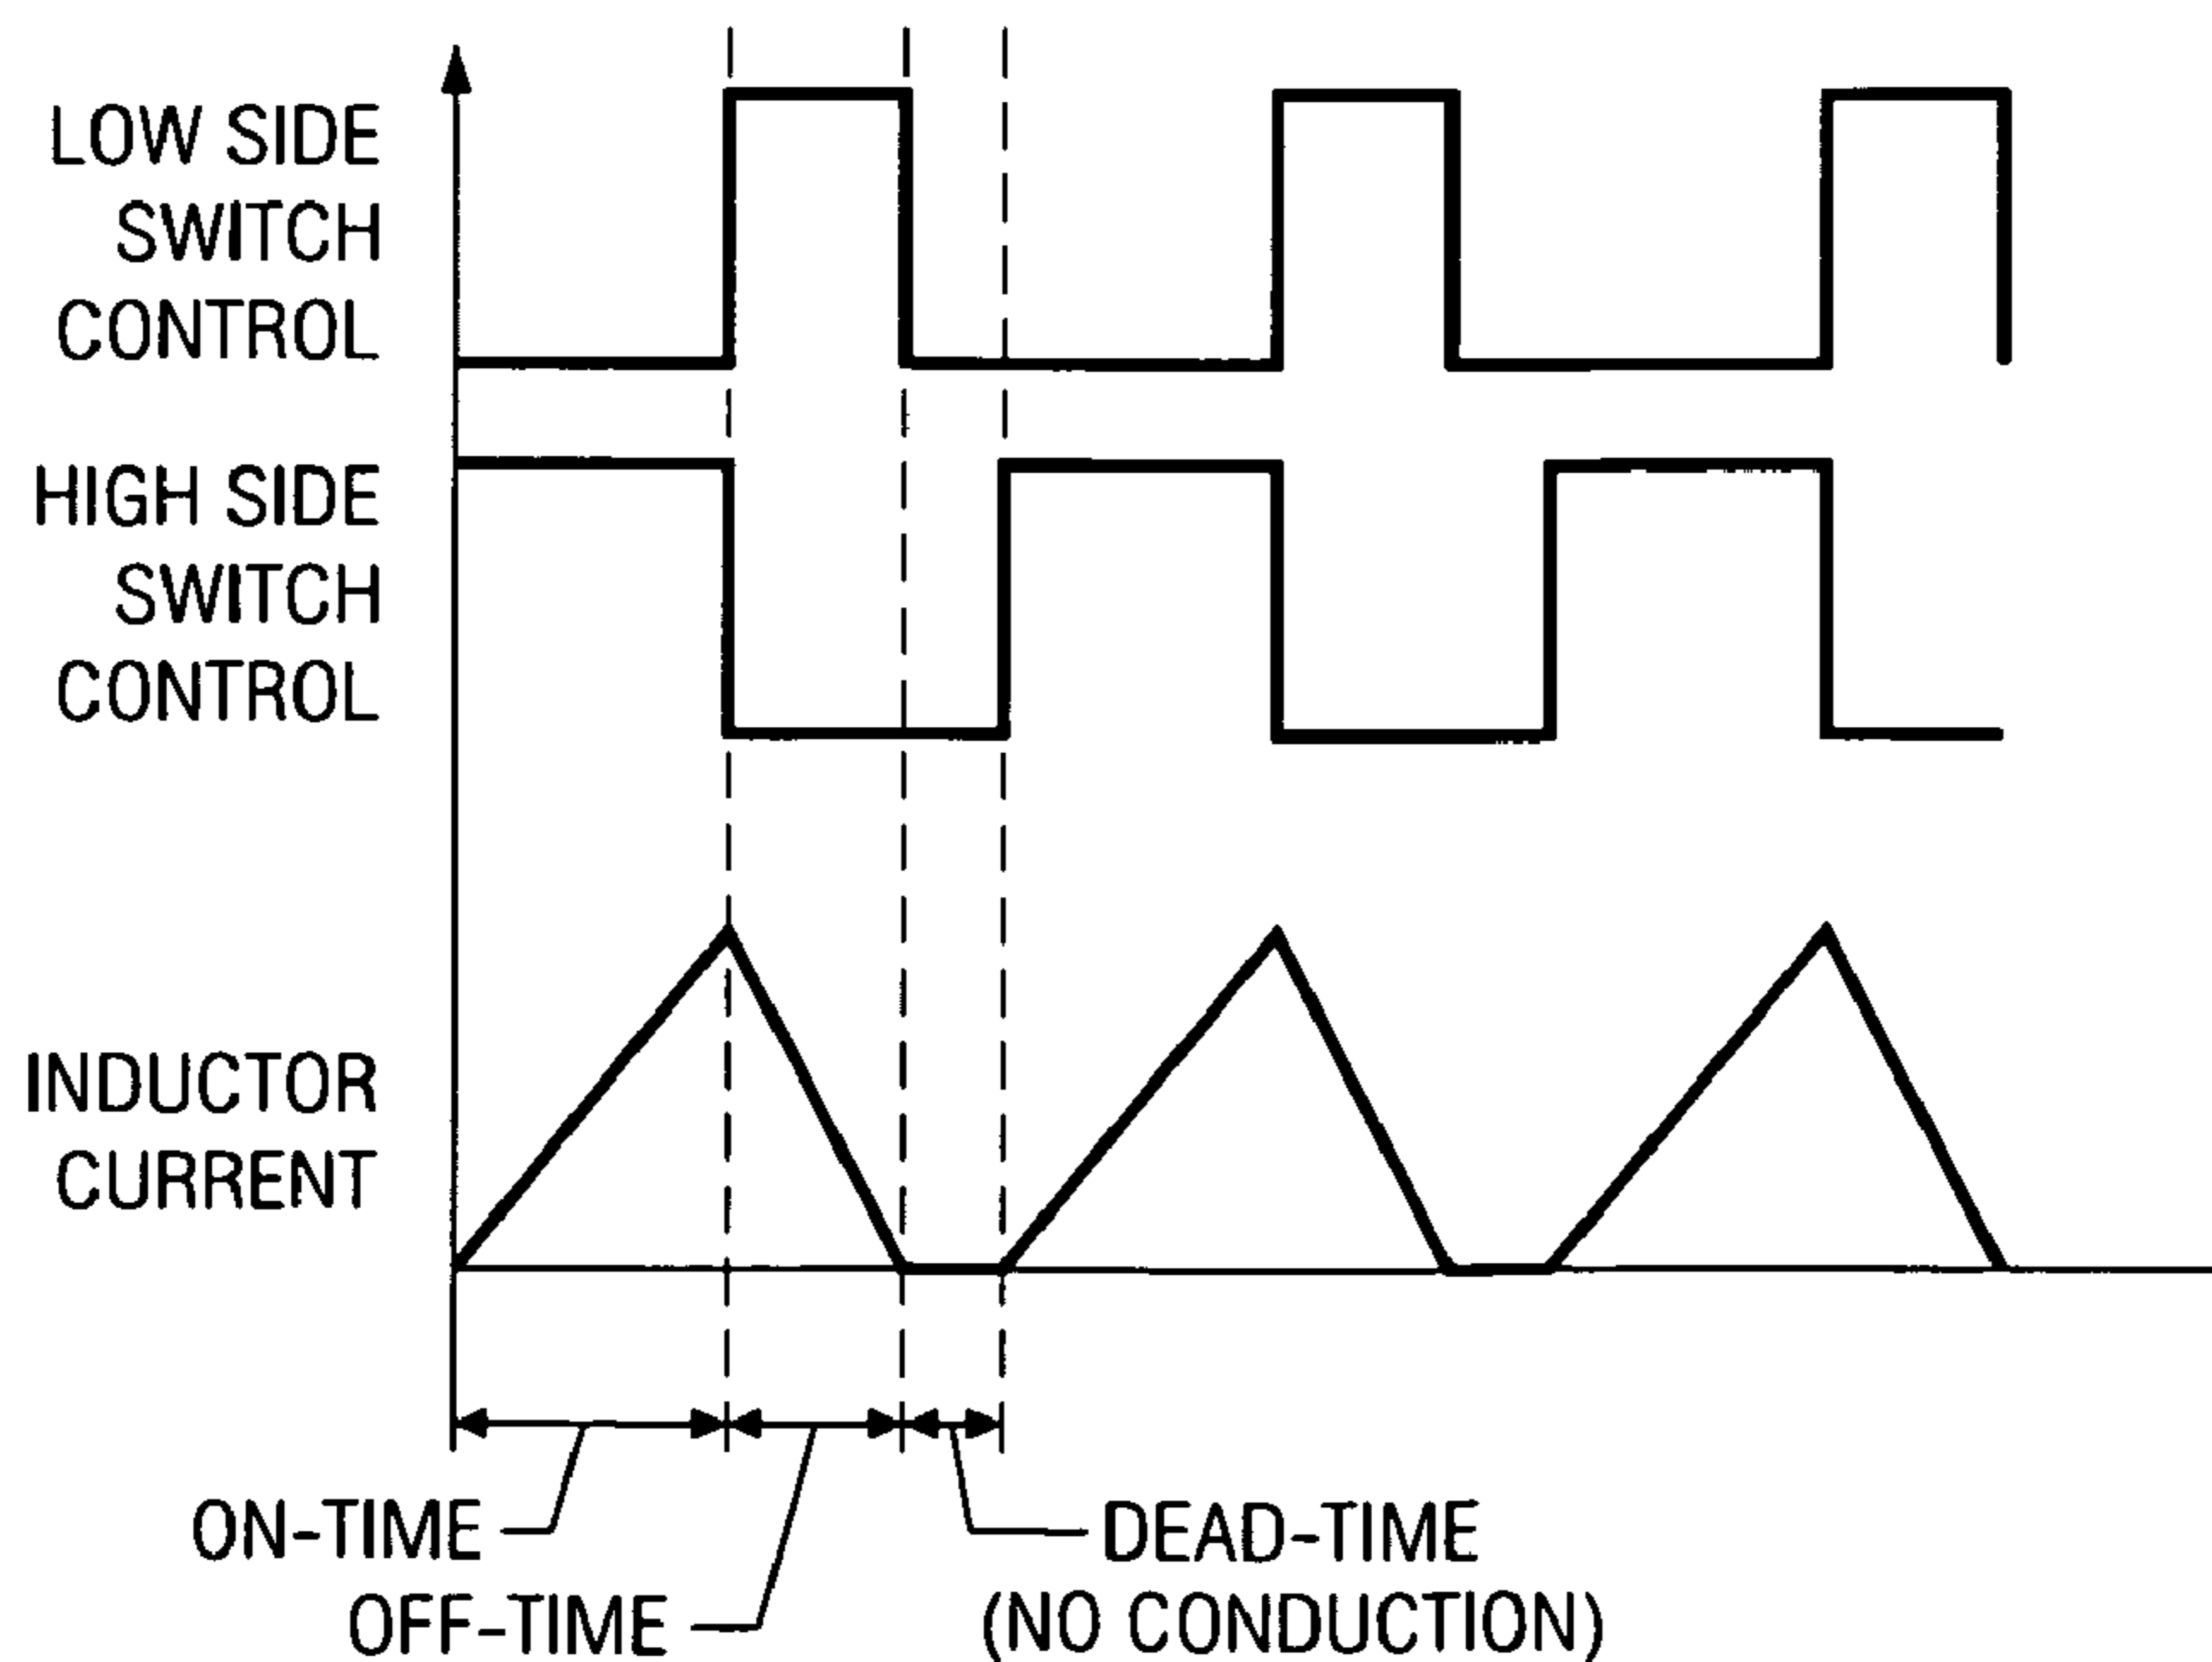 LOW SIDE
SWITCH
CONTROL
HIGH SIDE
SWITCH
CONTROL
INDUCTOR
CURRENT
ON-TIME
OFF-TIME
DEAD-TIME
(NO CONDUCTION)